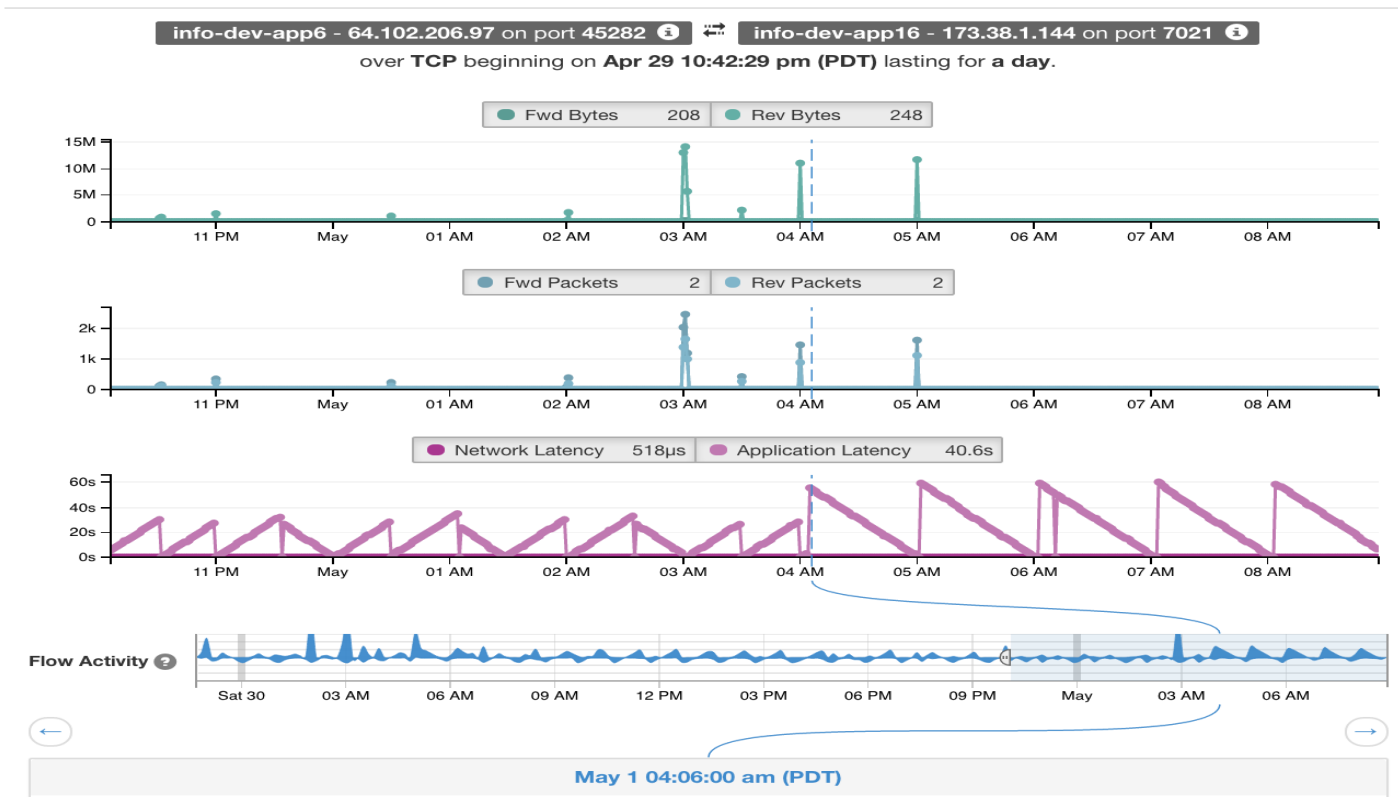 info-dev-app6 - 64.102.206.97 on port 45282 info-dev-app16 - 173.38.1.144 on port 7021
over TCP beginning on Apr 29 10:42:29 pm (PDT) lasting for a day.
Fwd Bytes 208 Rev Bytes 248
15M
10M
5M
0
11 PM May 01 AM 02 AM 03 AM 04 AM 05 AM 06 AM 07 AM 08 AM
Fwd Packets 2 Rev Packets 2
2k
1k
0
11 PM May 01 AM 02 AM 03 AM 04 AM 05 AM 06 AM 07 AM 08 AM
Network Latency 518µs Application Latency 40.6s
60s
40s
20s
0s
11 PM May 01 AM 02 AM 03 AM 04 AM 05 AM 06 AM 07 AM 08 AM
Flow Activity ?
Sat 30 03 AM 06 AM 09 AM 12 PM 03 PM 06 PM 09 PM May 03 AM 06 AM
May 1 04:06:00 am (PDT)